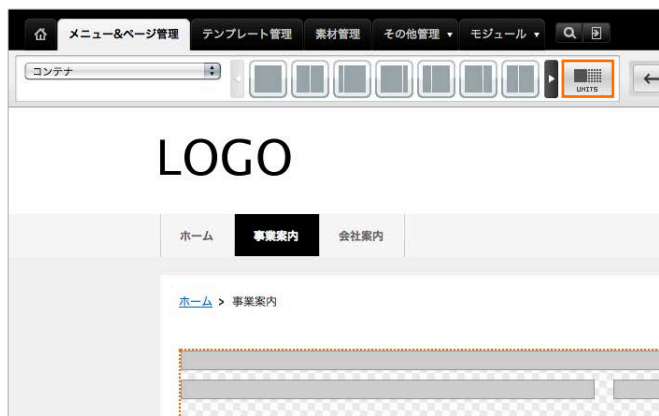 メニュー&ページ管理 テンプレート管理 素材管理 その他管理 ▼ モジュール ▼
コンテナ
UNITS
LOGO
ホーム 事業案内 会社案内
ホーム > 事業案内